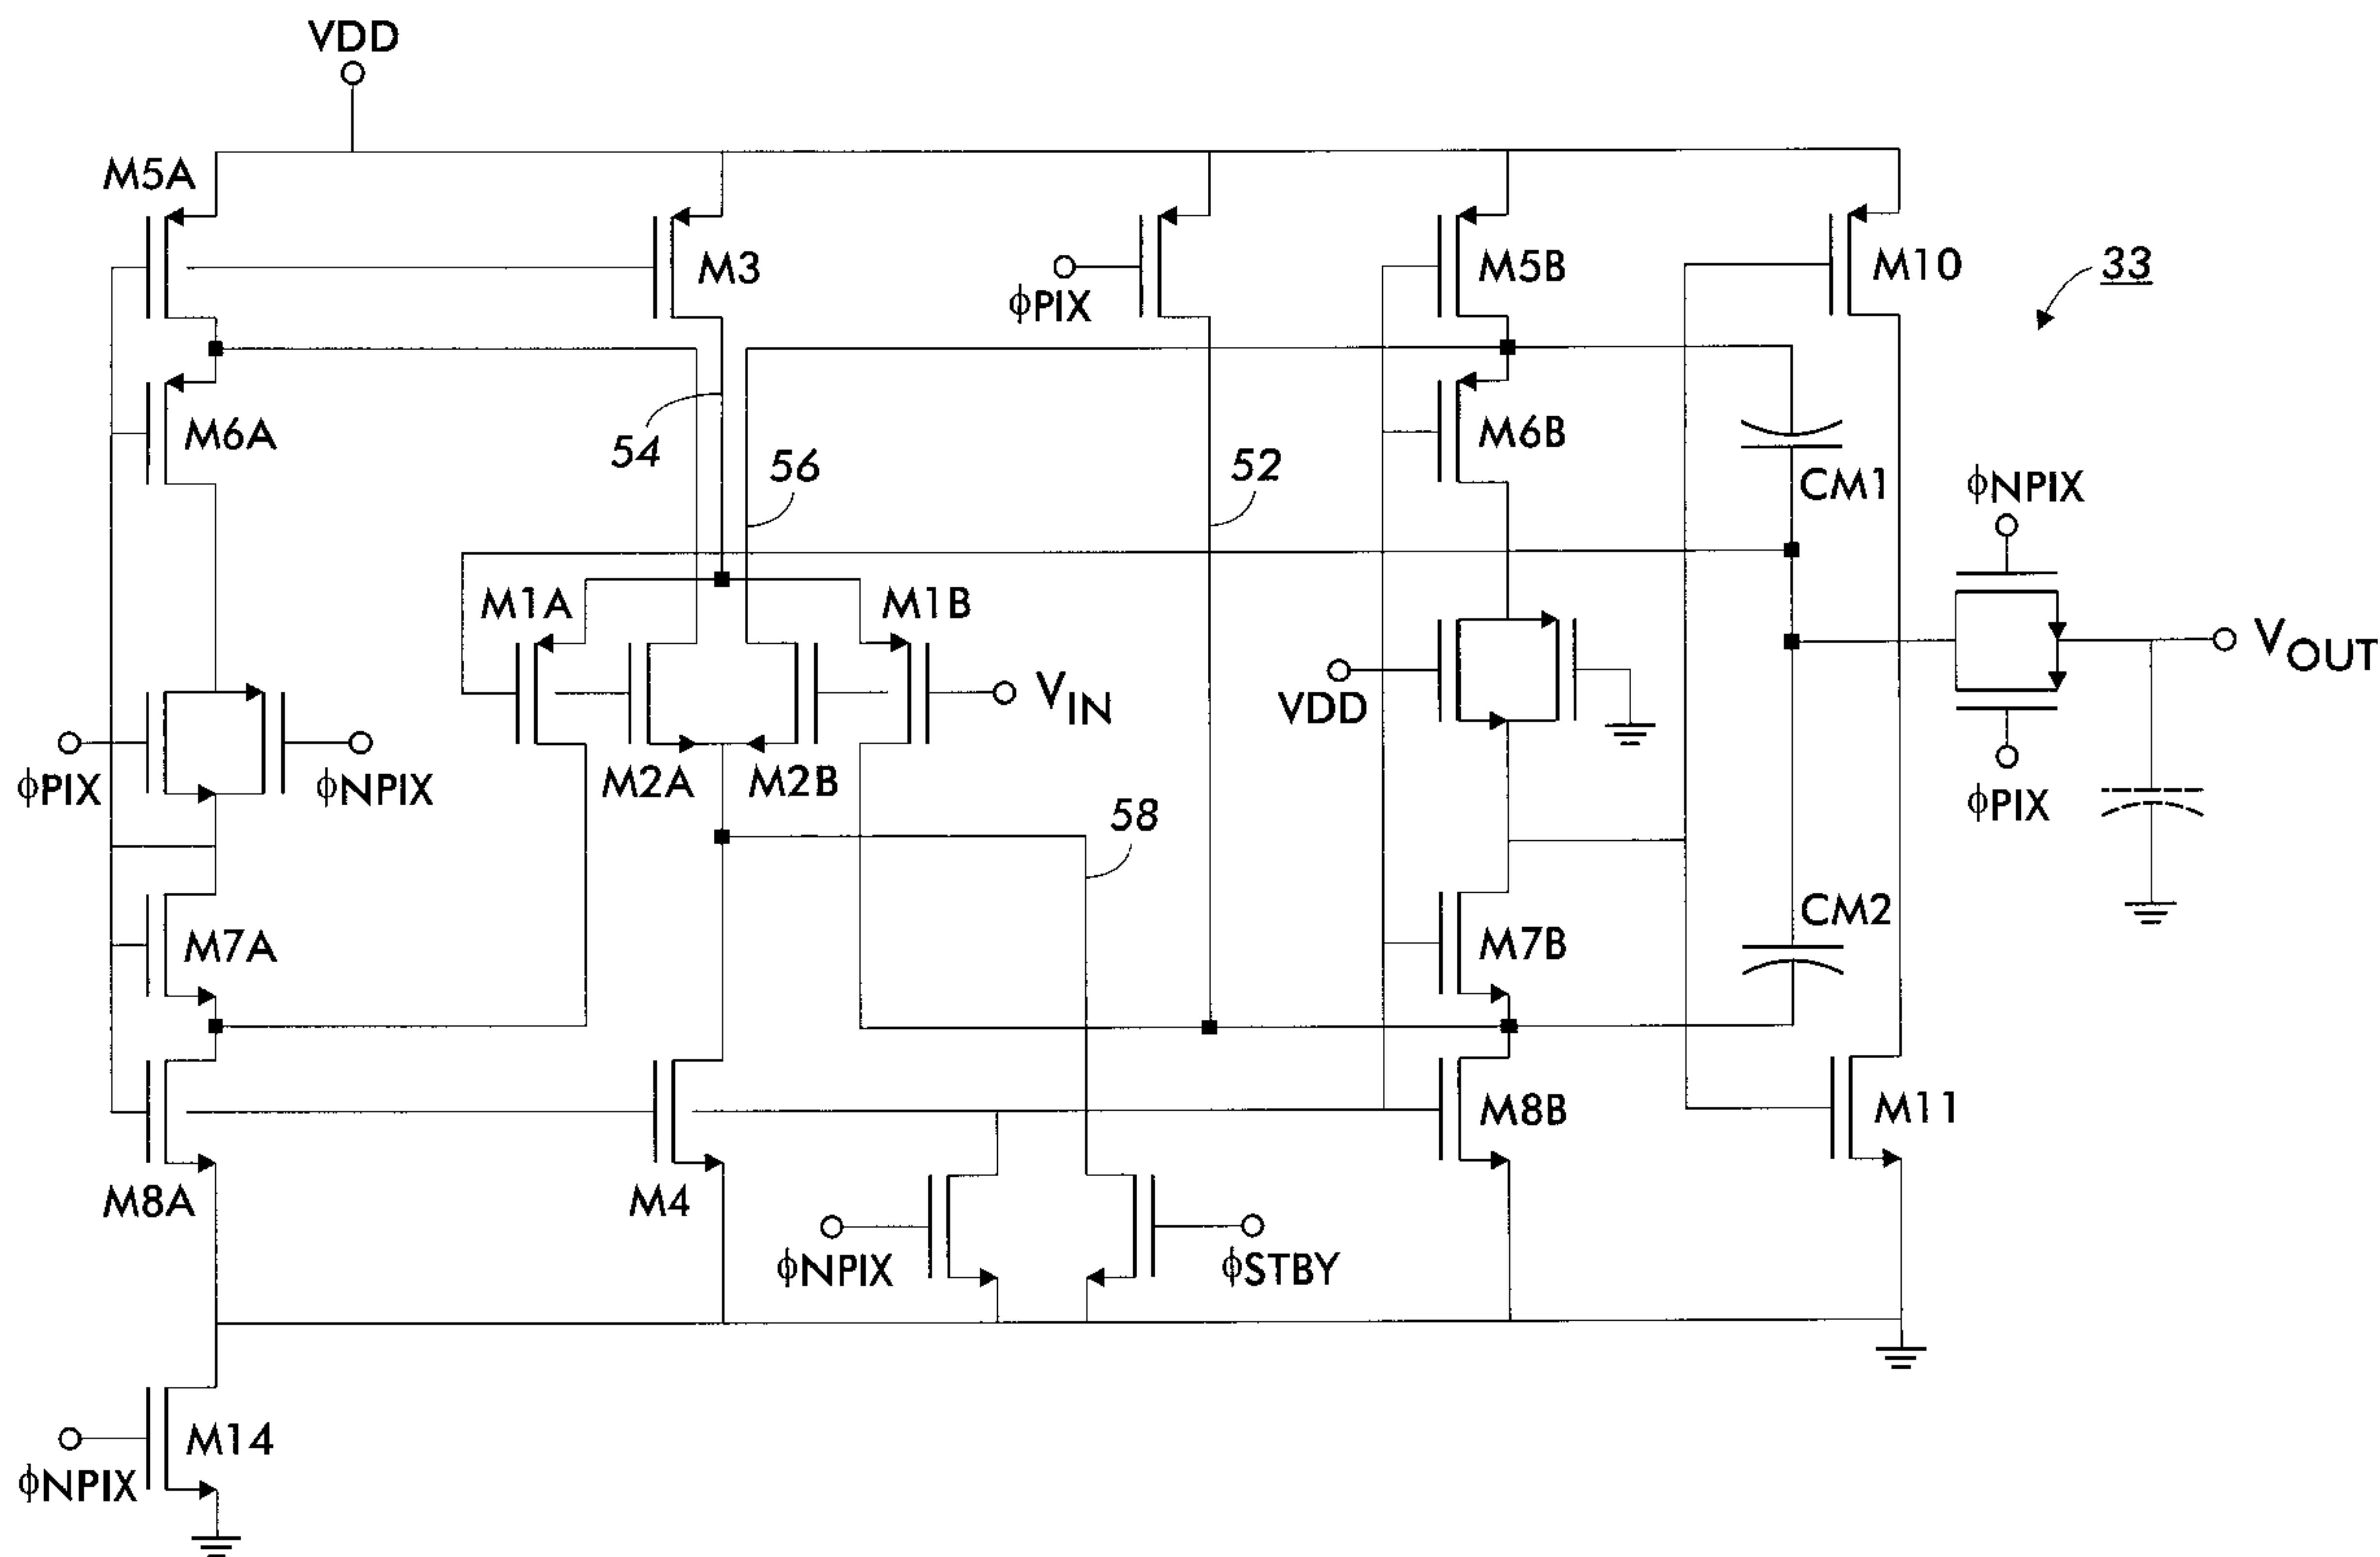 VDD
M5A
M3
ϕPIX
M5B
M10
33
M6A
54
56
52
M6B
CM1
ϕNPIX
M1A
M1B
VIN
VDD
VOUT
ϕPIX
ϕNPIX
M2A
M2B
58
ϕPIX
M7A
M7B
CM2
M8A
M4
ϕNPIX
ϕSTBY
M8B
M11
M14
ϕNPIX